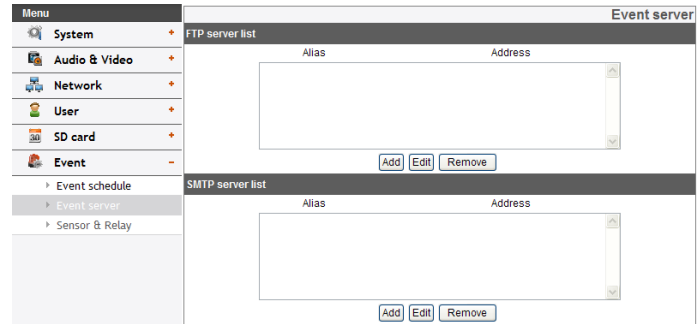 Menu
System +
Audio & Video +
Network +
User +
30 SD card +
Event -
Event schedule
Event server
Sensor & Relay
Event server
FTP server list
Alias Address
Add Edit Remove
SMTP server list
Alias Address
Add Edit Remove